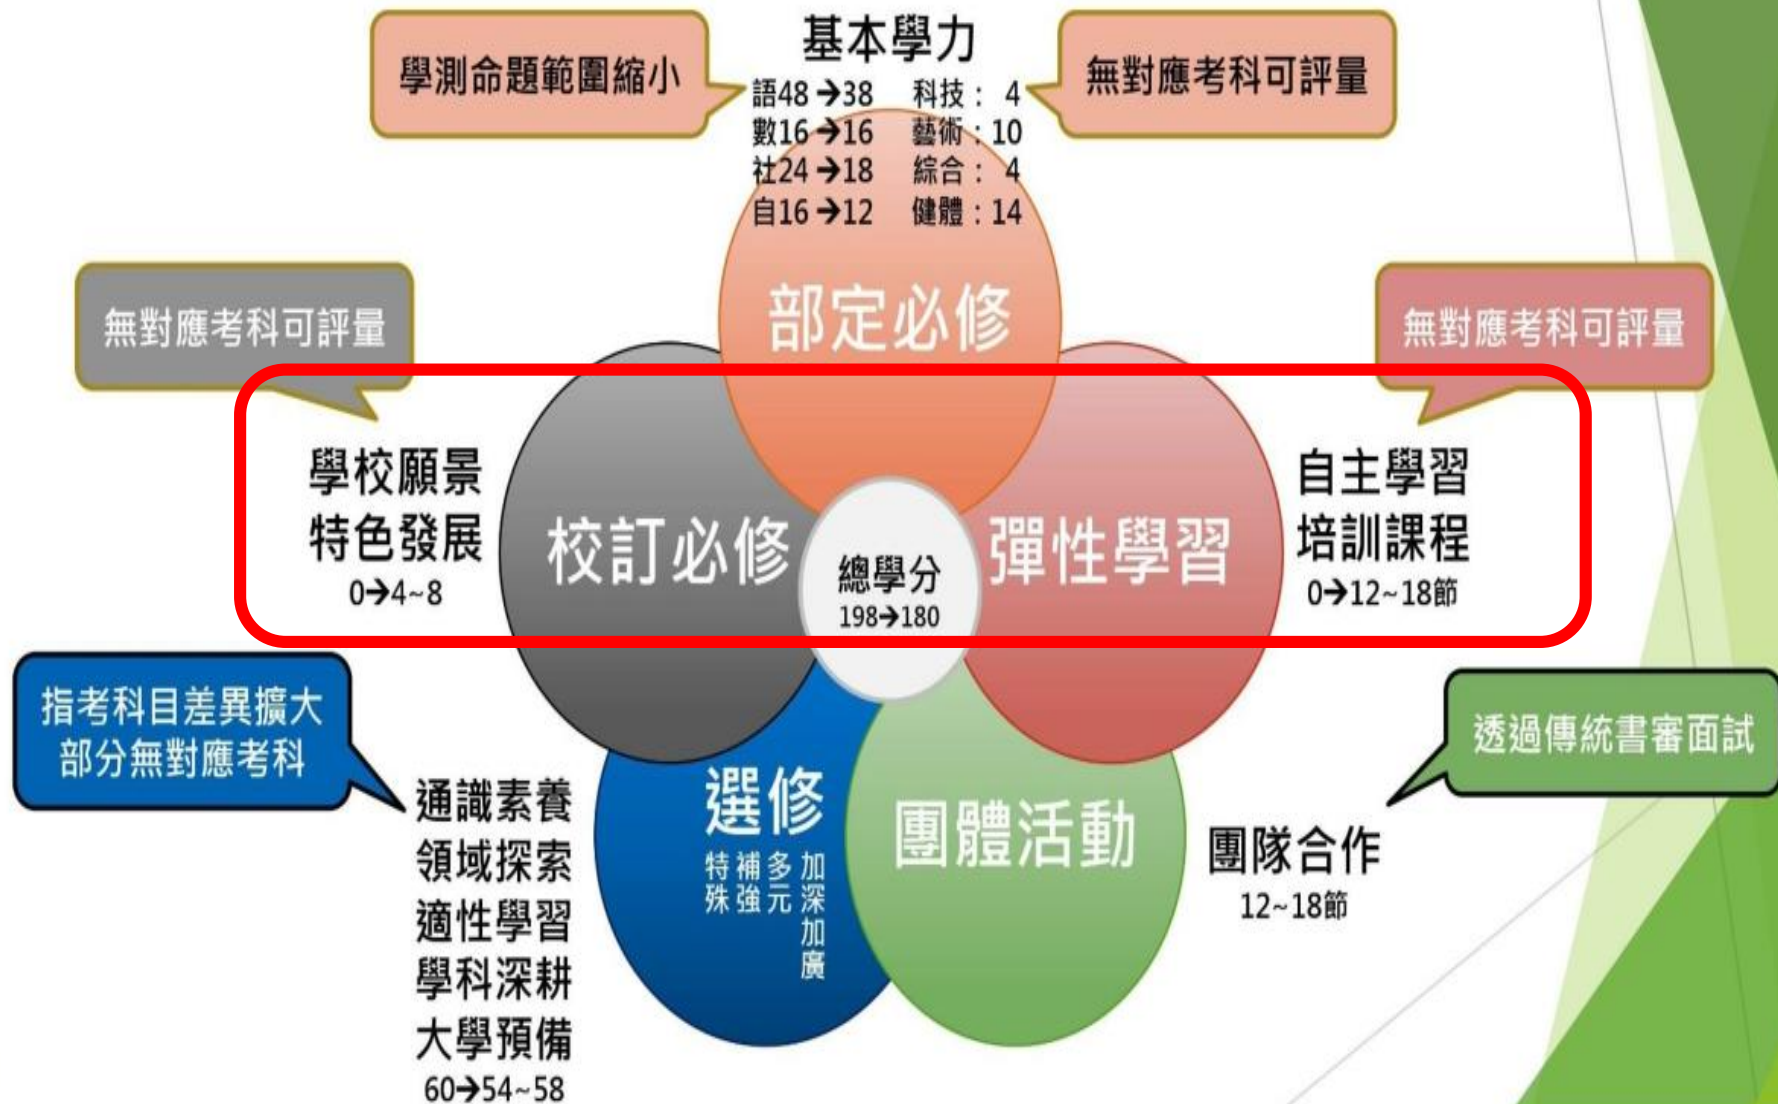 基本學力
學測命題範圍縮小
語48→38 科技：4
數16→16 藝術：10
社24→18 綜合：4
自16→12 健體：14
無對應考科可評量
部定必修
無對應考科可評量
無對應考科可評量
學校願景
特色發展
0→4~8
校訂必修
總學分
198→180
彈性學習
自主學習
培訓課程
0→12~18節
指考科目差異擴大
部分無對應考科
通識素養
領域探索
適性學習
學科深耕
大學預備
60→54~58
選修
加深加廣
多元
補強
特殊
團體活動
透過傳統書審面試
團隊合作
12~18節